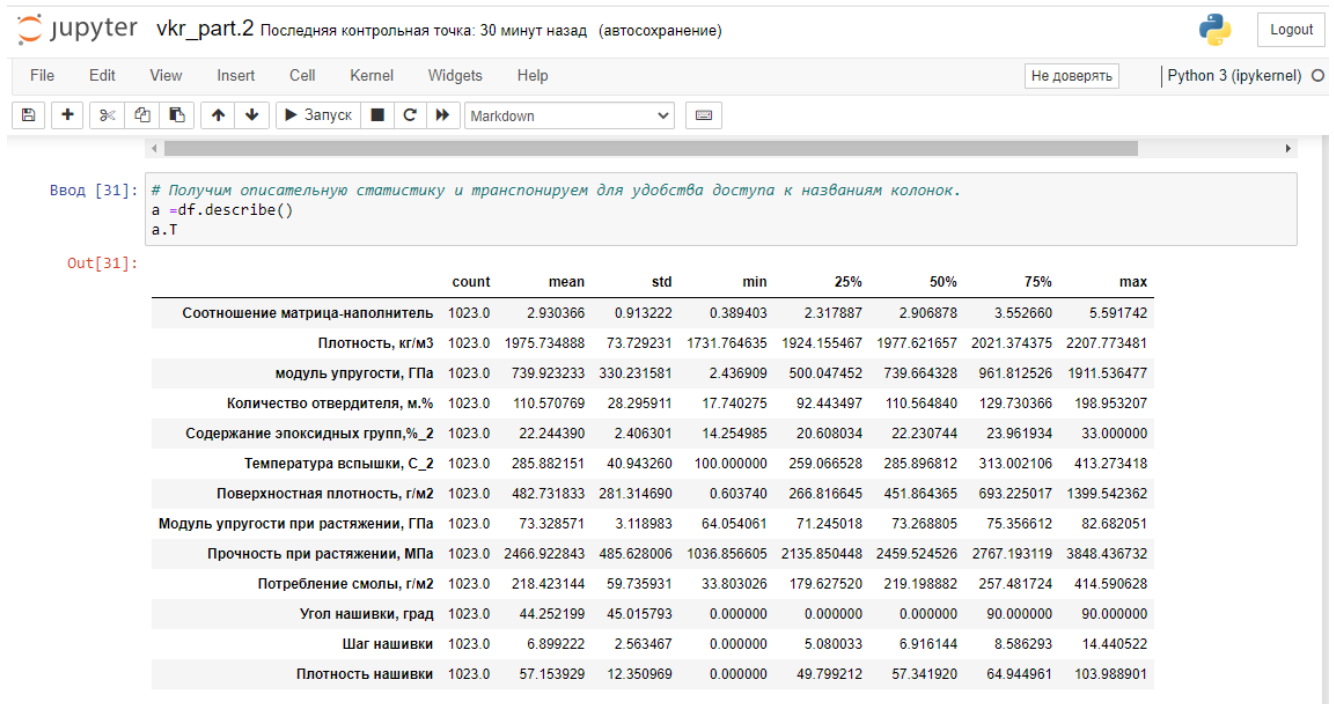 jupyter vkr_part.2 Последняя контрольная точка: 30 минут назад (автосохранение) Logout
File Edit View Insert Cell Kernel Widgets Help Не доверять Python 3 (ipykernel)
Запуск Markdown
Ввод [31]: # Получим описательную статистику и транспонируем для удобства доступа к названиям колонок.
a =df.describe()
a.T
Out[31]:
count mean std min 25% 50% 75% max
Соотношение матрица-наполнитель 1023.0 2.930366 0.913222 0.389403 2.317887 2.906878 3.552660 5.591742
Плотность, кг/м3 1023.0 1975.734888 73.729231 1731.764635 1924.155467 1977.621657 2021.374375 2207.773481
модуль упругости, ГПа 1023.0 739.923233 330.231581 2.436909 500.047452 739.664328 961.812526 1911.536477
Количество отвердителя, м.% 1023.0 110.570769 28.295911 17.740275 92.443497 110.564840 129.730366 198.953207
Содержание эпоксидных групп,%_2 1023.0 22.244390 2.406301 14.254985 20.608034 22.230744 23.961934 33.000000
Температура вспышки, С_2 1023.0 285.882151 40.943260 100.000000 259.066528 285.896812 313.002106 413.273418
Поверхностная плотность, г/м2 1023.0 482.731833 281.314690 0.603740 266.816645 451.864365 693.225017 1399.542362
Модуль упругости при растяжении, ГПа 1023.0 73.328571 3.118983 64.054061 71.245018 73.268805 75.356612 82.682051
Прочность при растяжении, МПа 1023.0 2466.922843 485.628006 1036.856605 2135.850448 2459.524526 2767.193119 3848.436732
Потребление смолы, г/м2 1023.0 218.423144 59.735931 33.803026 179.627520 219.198882 257.481724 414.590628
Угол нашивки, град 1023.0 44.252199 45.015793 0.000000 0.000000 0.000000 90.000000 90.000000
Шаг нашивки 1023.0 6.899222 2.563467 0.000000 5.080033 6.916144 8.586293 14.440522
Плотность нашивки 1023.0 57.153929 12.350969 0.000000 49.799212 57.341920 64.944961 103.988901